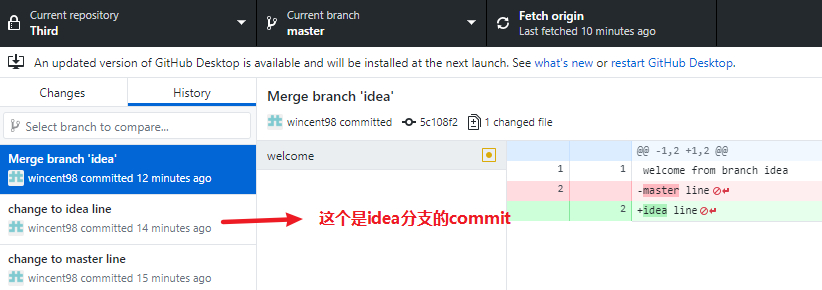 Current repository
Third
Current branch
master
Fetch origin
Last fetched 10 minutes ago
An updated version of GitHub Desktop is available and will be installed at the next launch. See what's new or restart GitHub Desktop.
Changes
History
Select branch to compare...
Merge branch 'idea'
wincent98 committed 12 minutes ago
change to idea line
wincent98 committed 14 minutes ago
change to master line
wincent98 committed 15 minutes ago
这个是idea分支的commit
Merge branch 'idea'
wincent98 committed 5c108f2 1 changed file
welcome
@@ -1,2 +1,2 @@
1 1 welcome from branch idea
2 -master line
2 +idea line